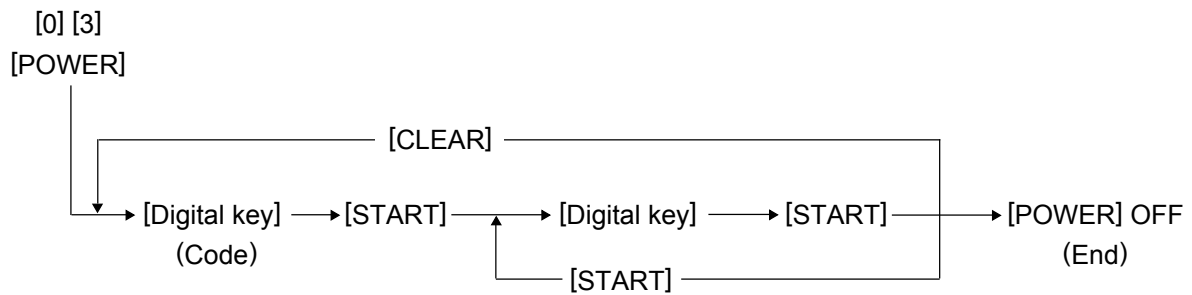 [0] [3]
[POWER]
[CLEAR]
[Digital key] [START] [Digital key] [START] [POWER] OFF
(Code) (End)
[START]